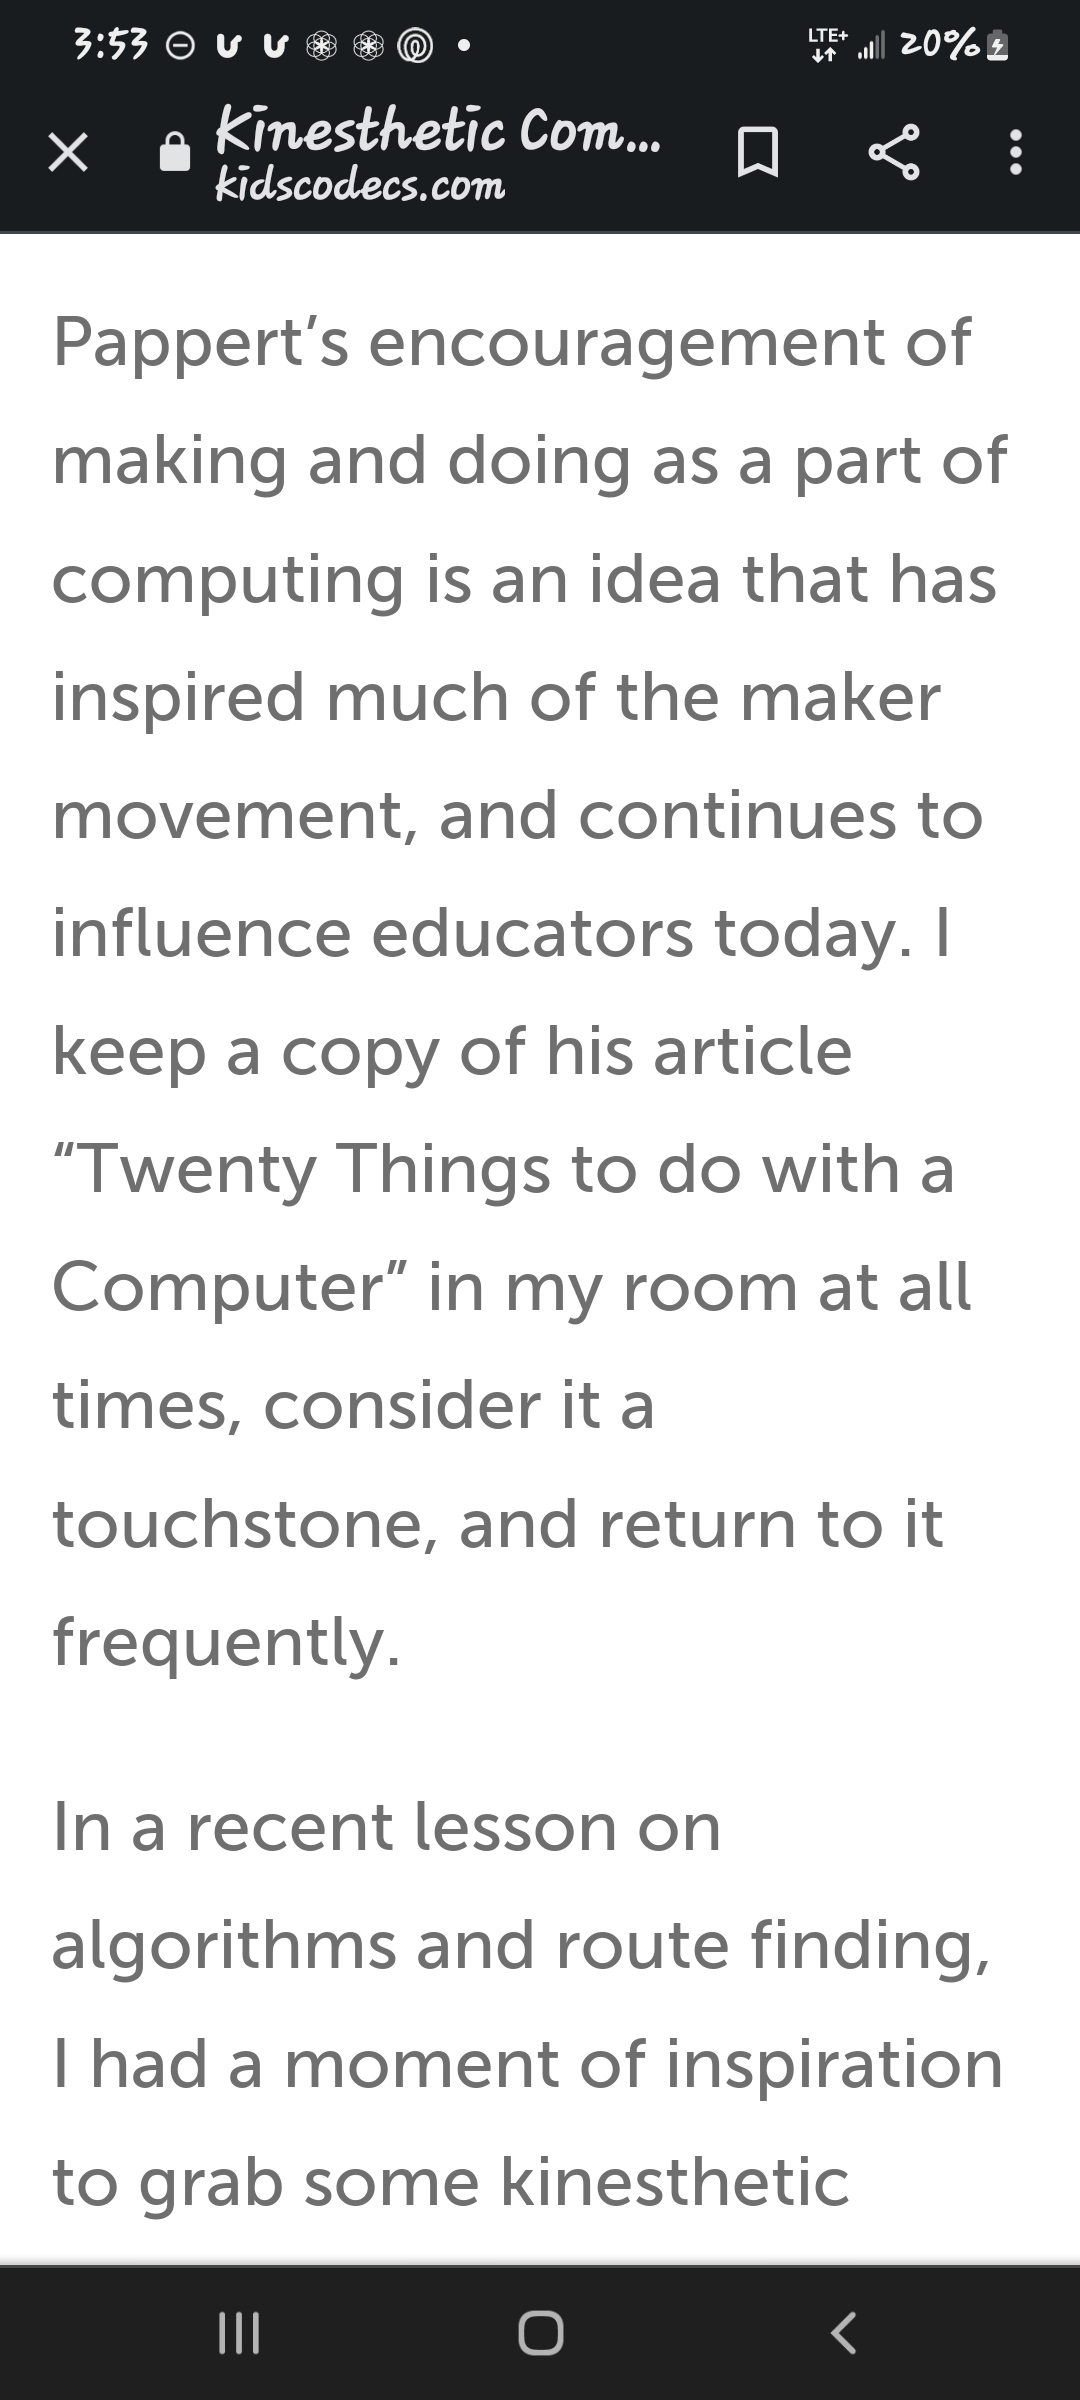 3:53
LTE+
20%
Kinesthetic Com...
kidscodecs.com
Pappert’s encouragement of
making and doing as a part of
computing is an idea that has
inspired much of the maker
movement, and continues to
influence educators today. I
keep a copy of his article
“Twenty Things to do with a
Computer” in my room at all
times, consider it a
touchstone, and return to it
frequently.
In a recent lesson on
algorithms and route finding,
I had a moment of inspiration
to grab some kinesthetic